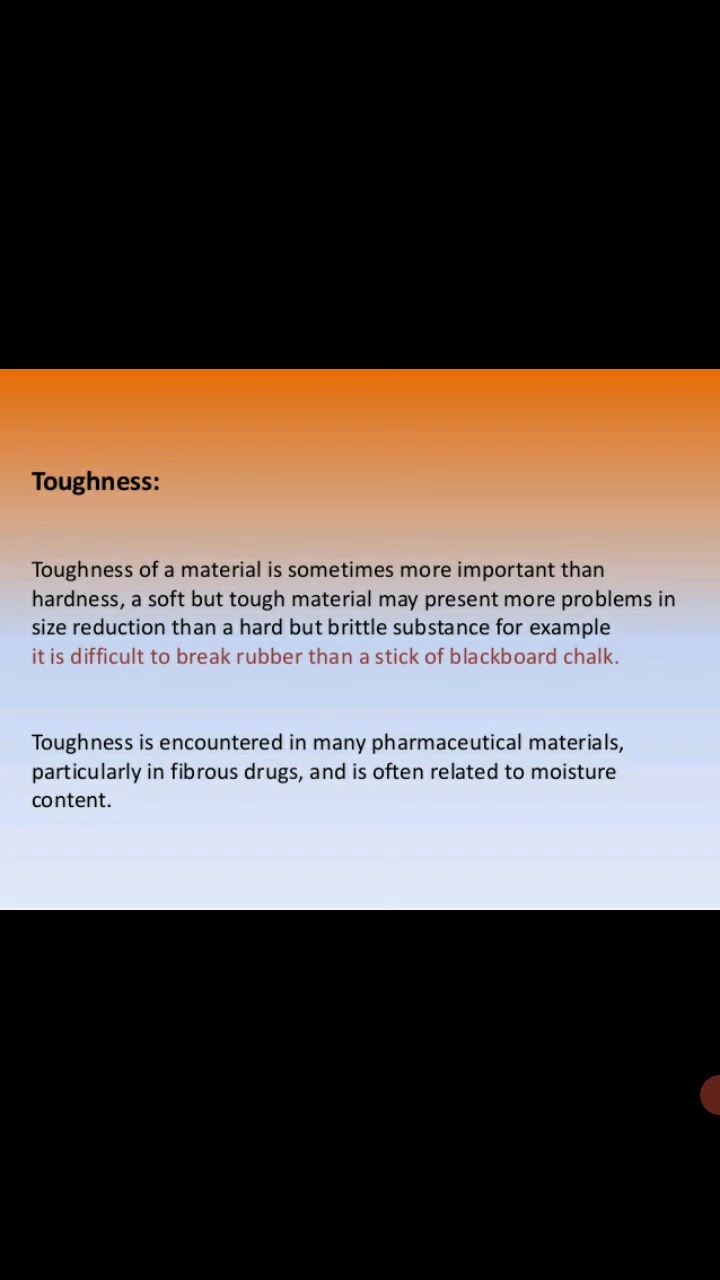 Toughness:
Toughness of a material is sometimes more important than
hardness, a soft but tough material may present more problems in
size reduction than a hard but brittle substance for example
it is difficult to break rubber than a stick of blackboard chalk.
Toughness is encountered in many pharmaceutical materials,
particularly in fibrous drugs, and is often related to moisture
content.